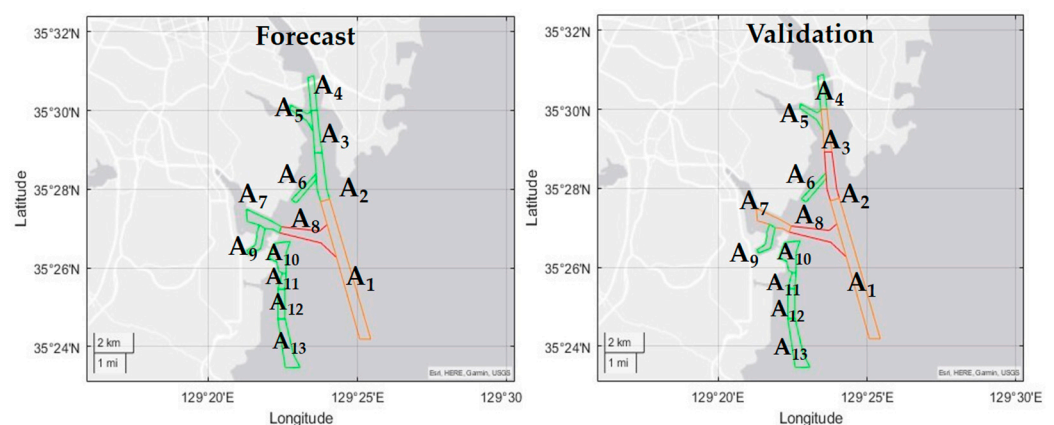 Forecast
35°32'N
35°30'N
35°28'N
35°26'N
35°24'N
Latitude
A4
A5
A3
A6
A2
A7
A8
A9
A10
A1
A11
A12
A13
2 km
1 mi
Esri, HERE, Garmin, USGS
129°20'E
129°25'E
129°30
Longitude
Validation
35°32'N
35°30'N
35°28'N
35°26'N
35°24'N
Latitude
A4
A5
A3
A6
A2
A7
A8
A9
A10
A1
A11
A12
A13
2 km
1 mi
Esri, HERE, Garmin, USGS
129°20'E
129°25'E
129°30'E
Longitude